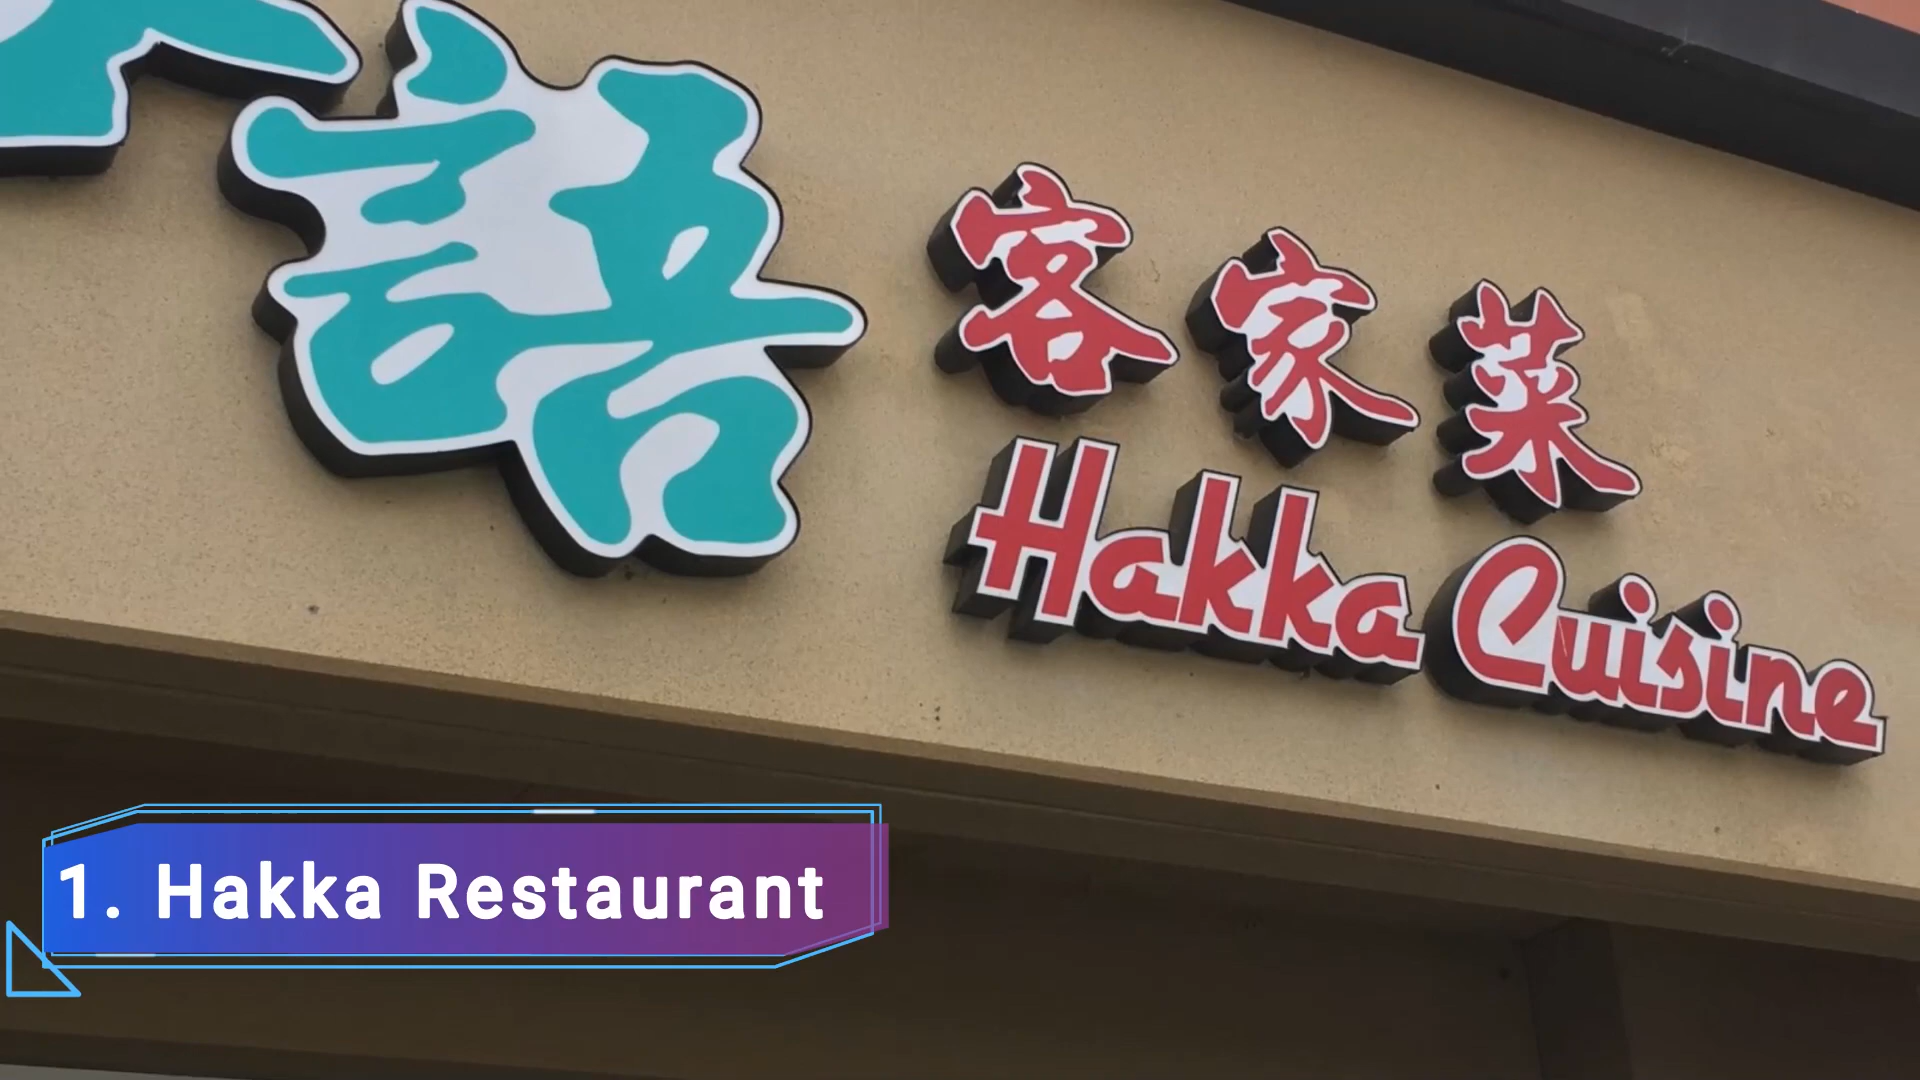 語
客家菜
Hakka Cuisine
1. Hakka Restaurant